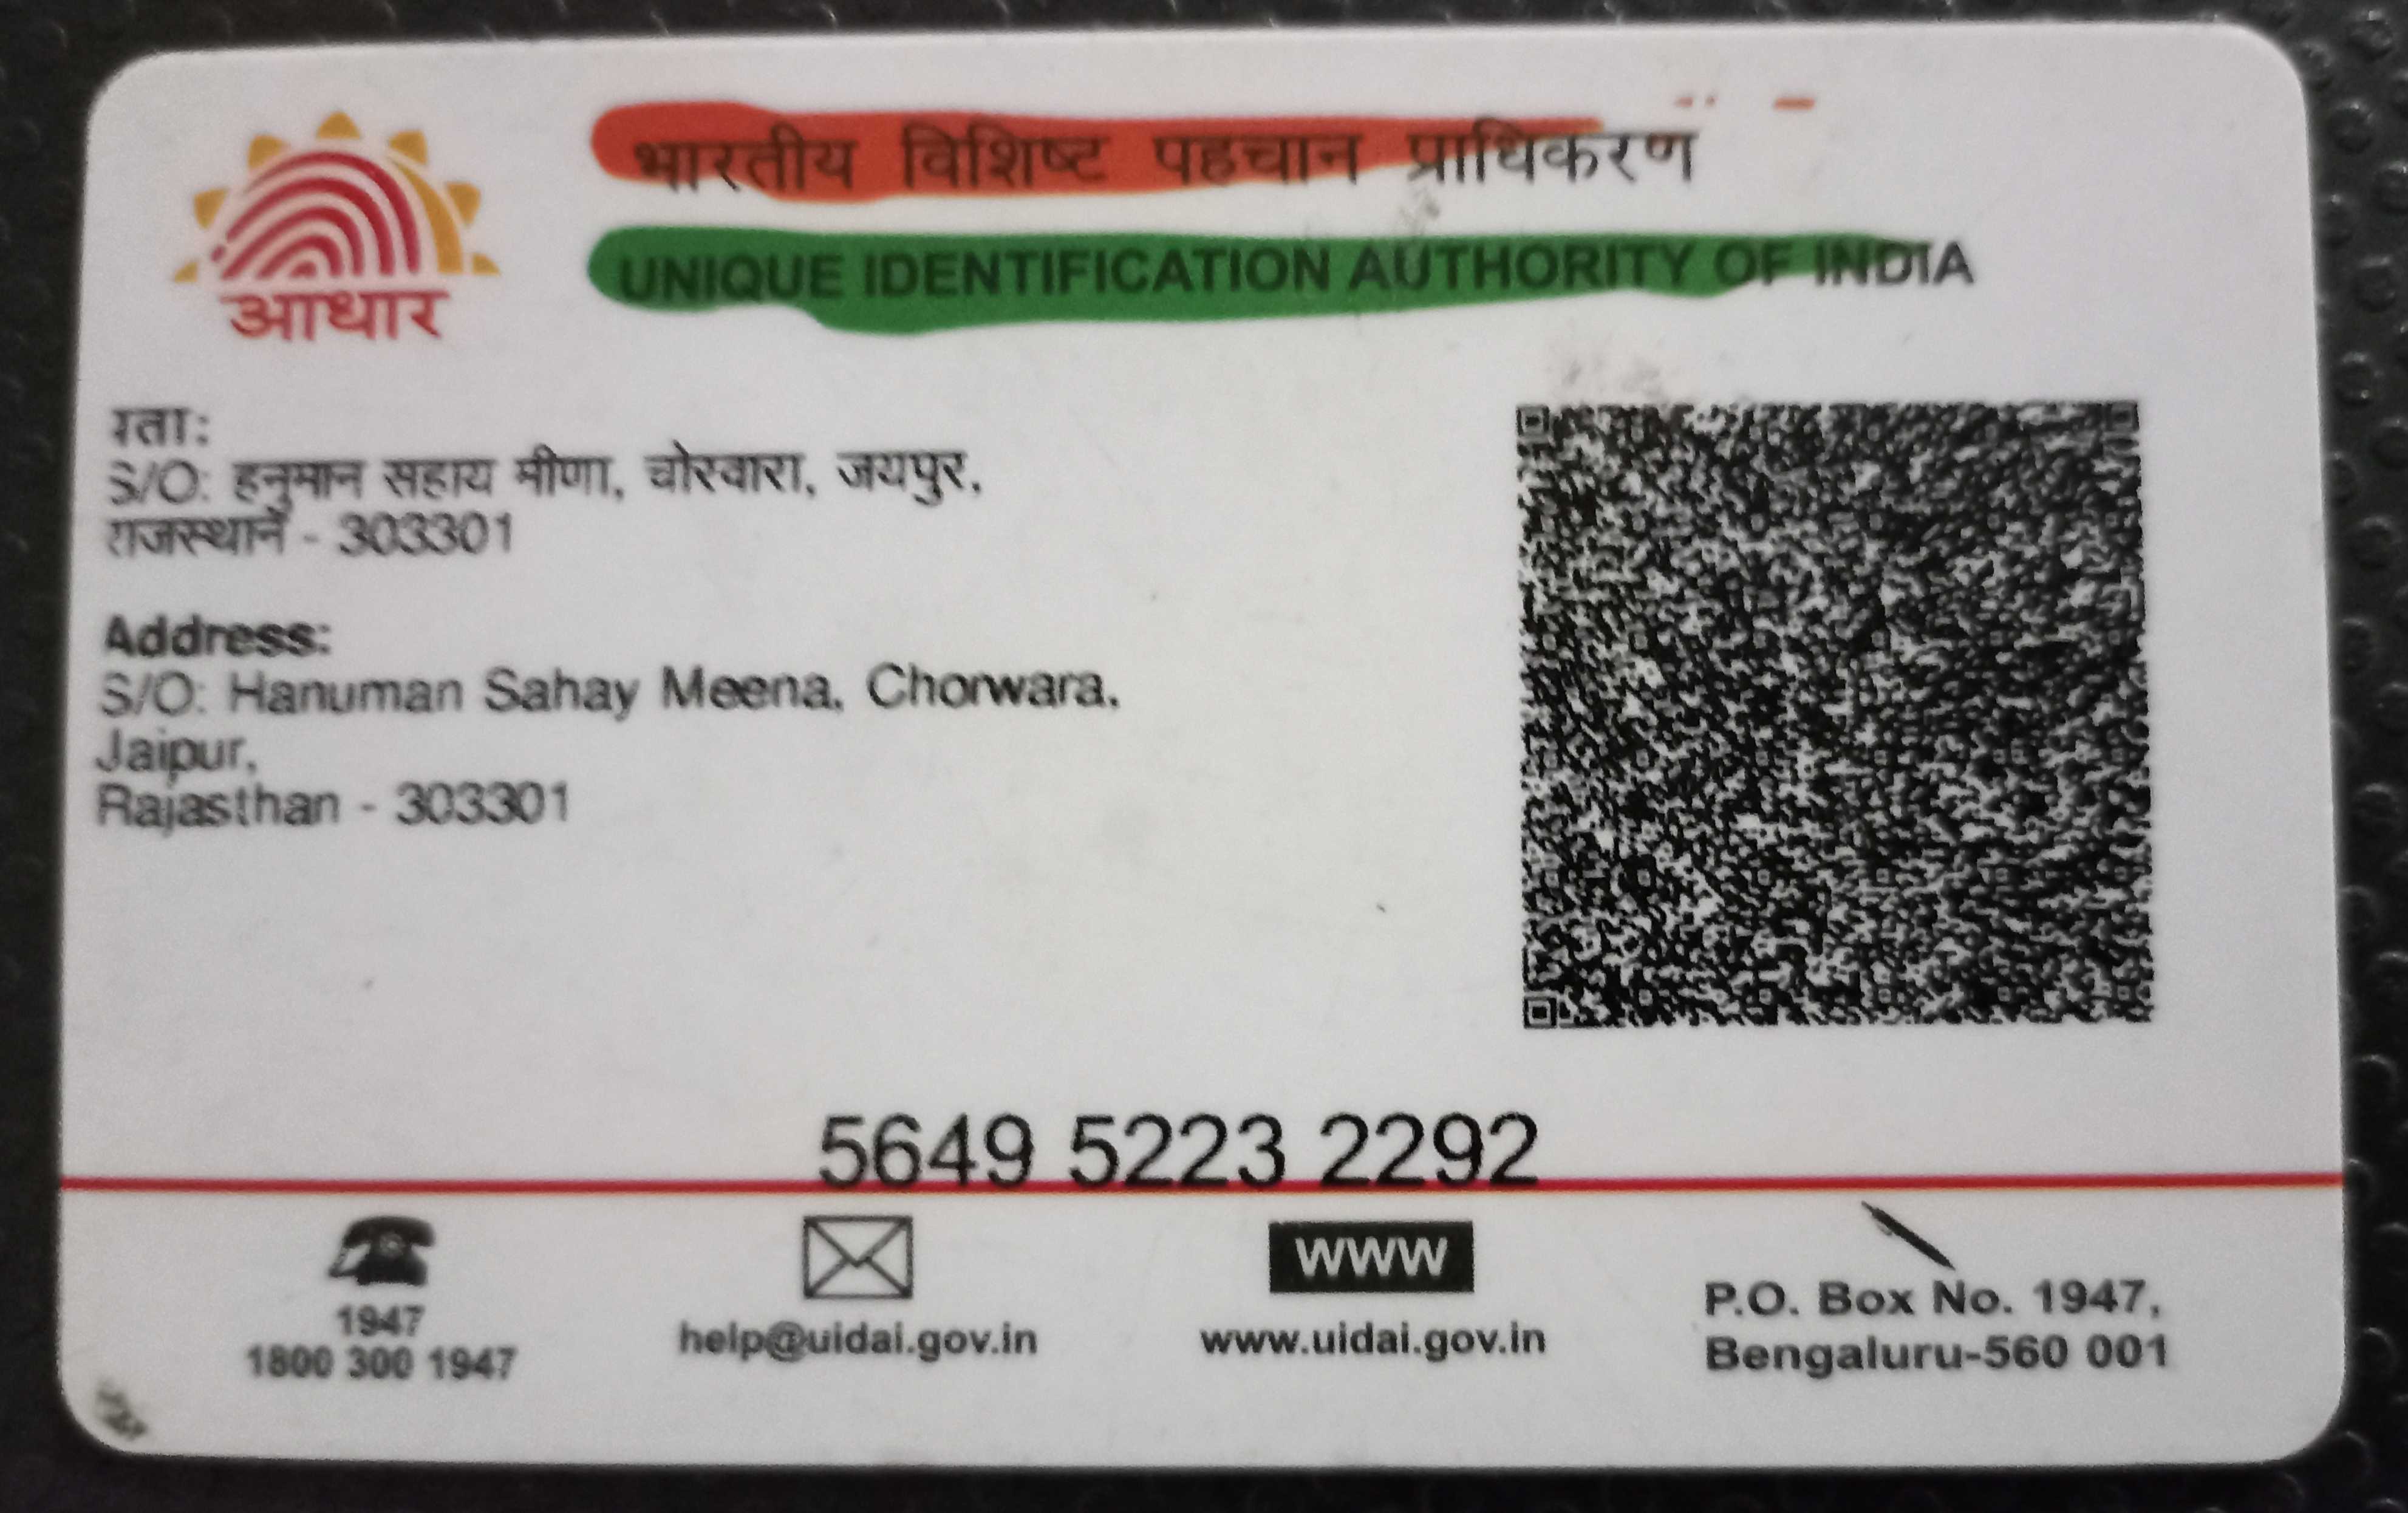 भारतीय विशिष्ट पहचान प्राधिकरण
UNIQUE IDENTIFICATION AUTHORITY OF INDIA
आधार
पता:
S/O: हनुमान सहाय मीणा, चोरवारा, जयपुर,
राजस्थान - 303301
Address:
S/O: Hanuman Sahay Meena, Chorwara,
Jaipur,
Rajasthan - 303301
5649 5223 2292
1947
1800 300 1947
help@uidai.gov.in
WWW
www.uidai.gov.in
P.O. Box No. 1947,
Bengaluru-560 001